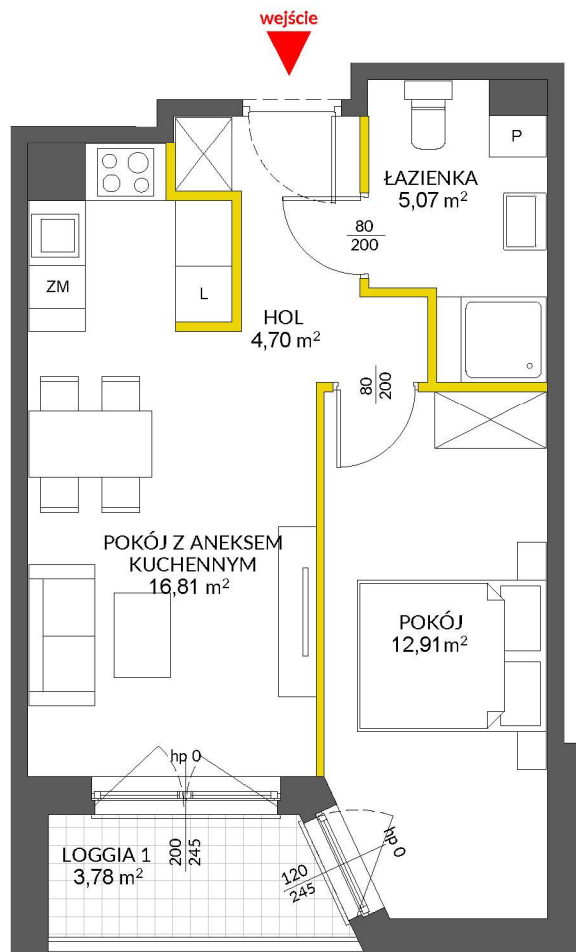 wejście
P
ŁAZIENKA
5,07 m²
80
200
ZM
L
HOL
4,70 m²
80
200
POKÓJ Z ANEKSEM
KUCHENNYM
16,81 m²
POKÓJ
12,91 m²
hp 0
LOGGIA 1
3,78 m²
200
245
120
245
hp 0